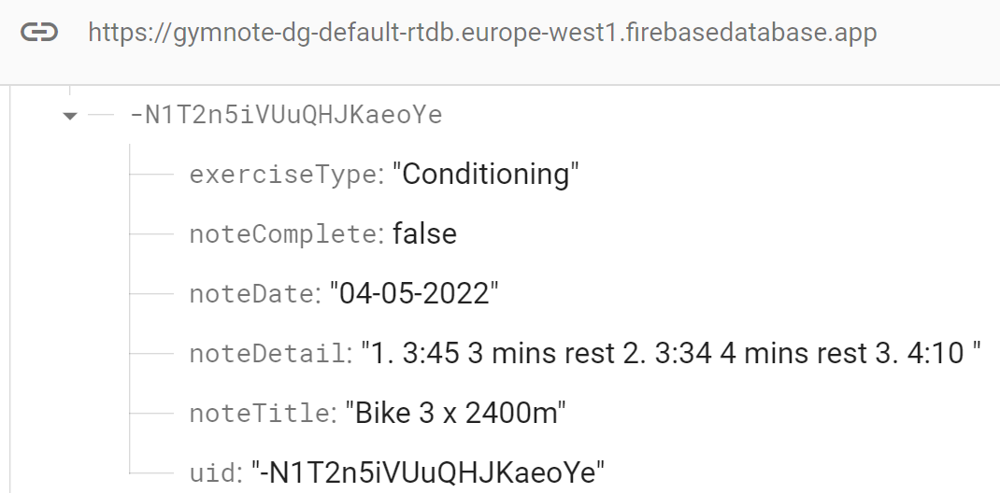 https://gymnote-dg-default-rtdb.europe-west1.firebasedatabase.app
-N1T2n5iVUuQHJKaeoYe
exerciseType: "Conditioning"
noteComplete: false
noteDate: "04-05-2022"
noteDetail: "1. 3:45 3 mins rest 2. 3:34 4 mins rest 3. 4:10 "
noteTitle: "Bike 3 x 2400m"
uid: "-N1T2n5iVUuQHJKaeoYe"